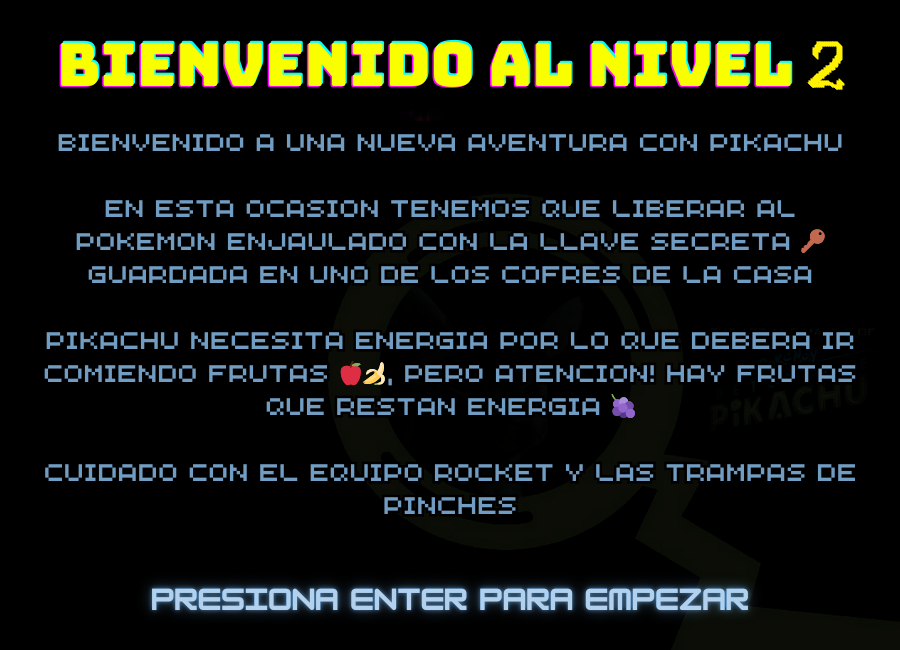 BIENVENIDO AL NIVEL 2
BIENVENIDO A UNA NUEVA AVENTURA CON PIKACHU
EN ESTA OCASION TENEMOS QUE LIBERAR AL
POKEMON ENJAULADO CON LA LLAVE SECRETA 🔑
GUARDADA EN UNO DE LOS COFRES DE LA CASA
PIKACHU NECESITA ENERGIA POR LO QUE DEBERA IR
COMIENDO FRUTAS 🍎🍌, PERO ATENCION! HAY FRUTAS
QUE RESTAN ENERGIA 🍇
PIKACHU
CUIDADO CON EL EQUIPO ROCKET Y LAS TRAMPAS DE
PINCHES
PRESIONA ENTER PARA EMPEZAR